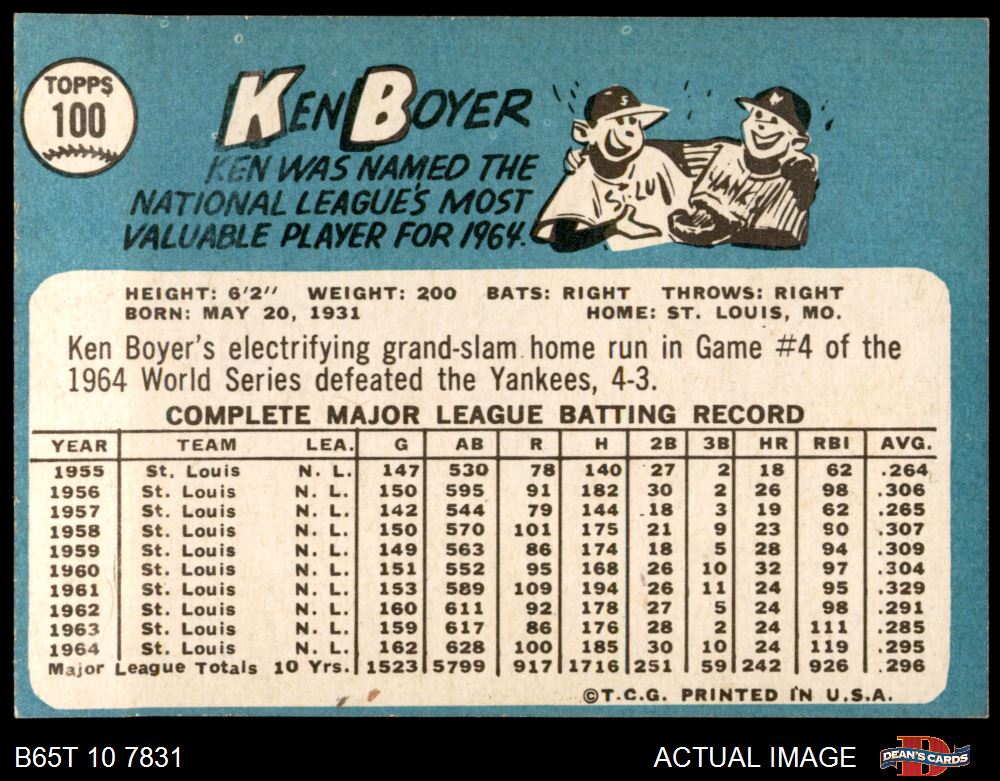 TOPPS
100
KEN BOYER
KEN WAS NAMED THE
NATIONAL LEAGUE'S MOST
VALUABLE PLAYER FOR 1964.
S
ST. LOU
YANK
HEIGHT: 6'2" WEIGHT: 200 BATS: RIGHT THROWS: RIGHT
BORN: MAY 20, 1931 HOME: ST. LOUIS, MO.
Ken Boyer's electrifying grand-slam home run in Game #4 of the
1964 World Series defeated the Yankees, 4-3.
COMPLETE MAJOR LEAGUE BATTING RECORD
YEAR TEAM LEA. G AB R H 2B 3B HR RBI AVG.
1955 St. Louis N. L. 147 530 78 140 27 2 18 62 .264
1956 St. Louis N. L. 150 595 91 182 30 2 26 98 .306
1957 St. Louis N. L. 142 544 79 144 18 3 19 62 .265
1958 St. Louis N. L. 150 570 101 175 21 9 23 90 .307
1959 St. Louis N. L. 149 563 86 174 18 5 28 94 .309
1960 St. Louis N. L. 151 552 95 168 26 10 32 97 .304
1961 St. Louis N. L. 153 589 109 194 26 11 24 95 .329
1962 St. Louis N. L. 160 611 92 178 27 5 24 98 .291
1963 St. Louis N. L. 159 617 86 176 28 2 24 111 .285
1964 St. Louis N. L. 162 628 100 185 30 10 24 119 .295
Major League Totals 10 Yrs. 1523 5799 917 1716 251 59 242 926 .296
©T.C.G. PRINTED IN U.S.A.
B65T 10 7831 ACTUAL IMAGE DEAN'S CARDS